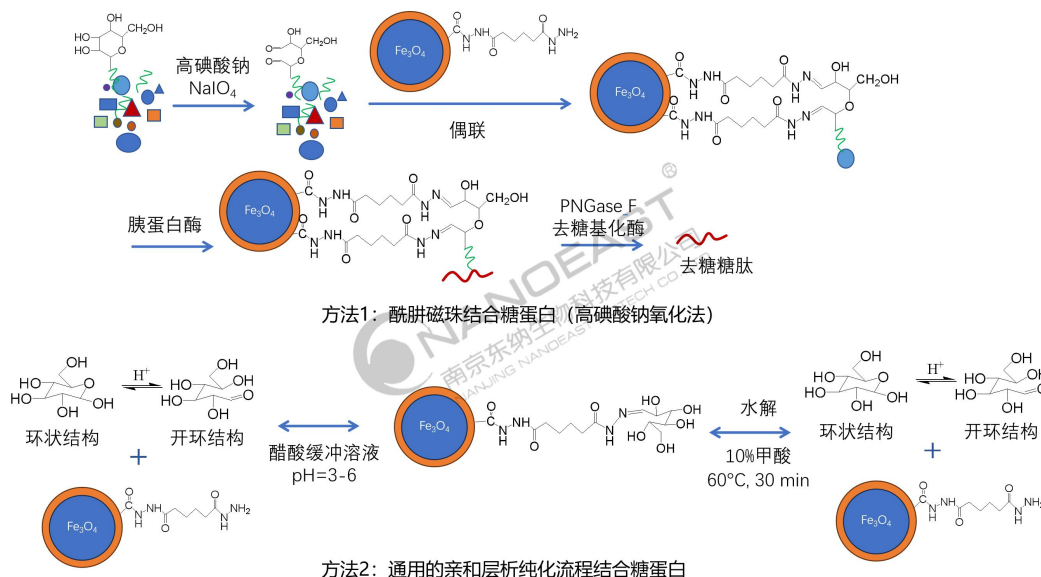 高碘酸钠
NaIO₄
偶联
胰蛋白酶
PNGase F
去糖基化酶
去糖糖肽
方法1：酰肼磁珠结合糖蛋白（高碘酸钠氧化法）
NANOEAST®
南京东纳生物科技有限公司
NANJING NANOEAST BIOTECH CO., LTD
Fe₃O₄
Fe₃O₄
Fe₃O₄
H⁺
环状结构
开环结构
+
Fe₃O₄
醋酸缓冲溶液
pH=3-6
Fe₃O₄
水解
10%甲酸
60°C, 30 min
H⁺
环状结构
开环结构
+
Fe₃O₄
方法2：通用的亲和层析纯化流程结合糖蛋白